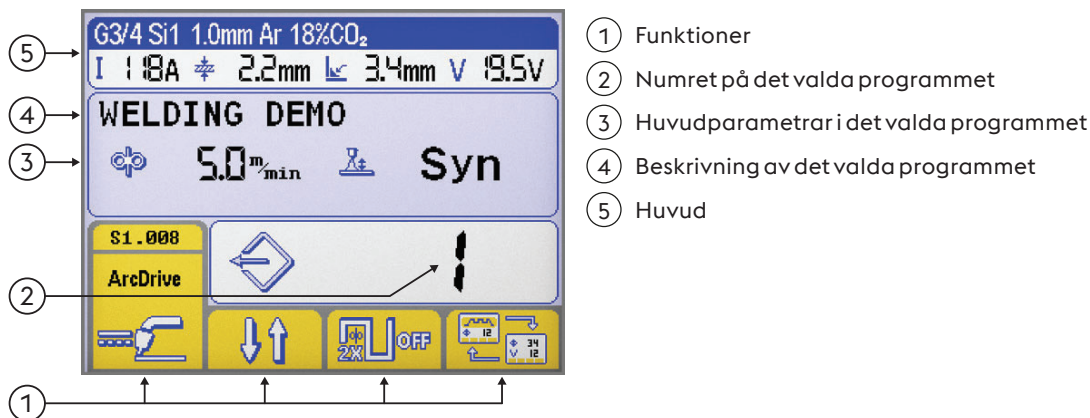 G3/4 Si1 1.0mm Ar 18%CO₂
I 118A 2.2mm 3.4mm V 19.5V
WELDING DEMO
5.0 m/min Syn
S1.008
ArcDrive
1
2X OFF
12
34
V 12
5
4
3
2
1
1 Funktioner
2 Numret på det valda programmet
3 Huvudparametrar i det valda programmet
4 Beskrivning av det valda programmet
5 Huvud